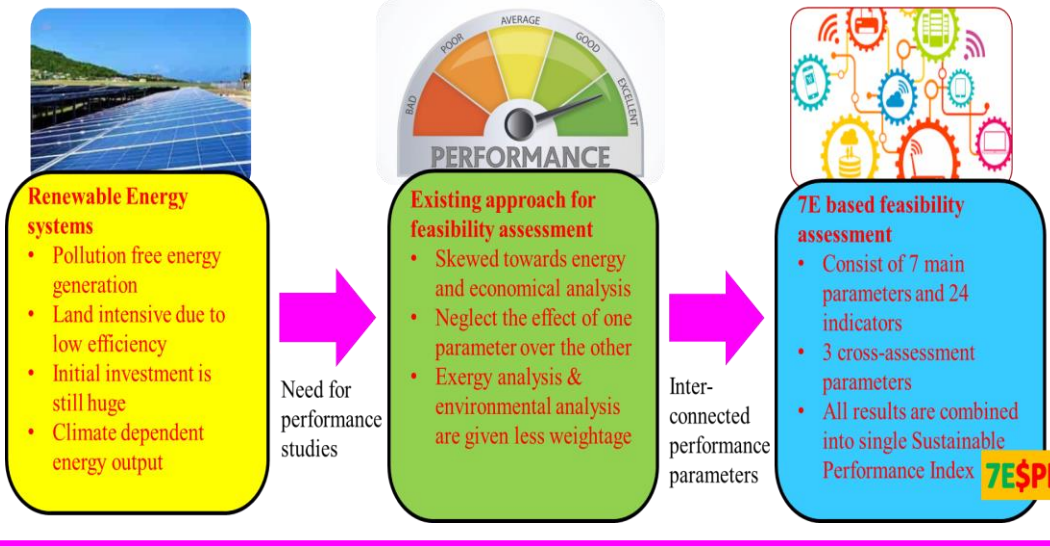 BAD
POOR
AVERAGE
GOOD
EXCELLENT
PERFORMANCE
Renewable Energy
systems
• Pollution free energy
generation
• Land intensive due to
low efficiency
• Initial investment is
still huge
• Climate dependent
energy output
Need for
performance
studies
Existing approach for
feasibility assessment
• Skewed towards energy
and economical analysis
• Neglect the effect of one
parameter over the other
• Exergy analysis &
environmental analysis
are given less weightage
Inter-
connected
performance
parameters
7E based feasibility
assessment
• Consist of 7 main
parameters and 24
indicators
• 3 cross-assessment
parameters
• All results are combined
into single Sustainable
Performance Index